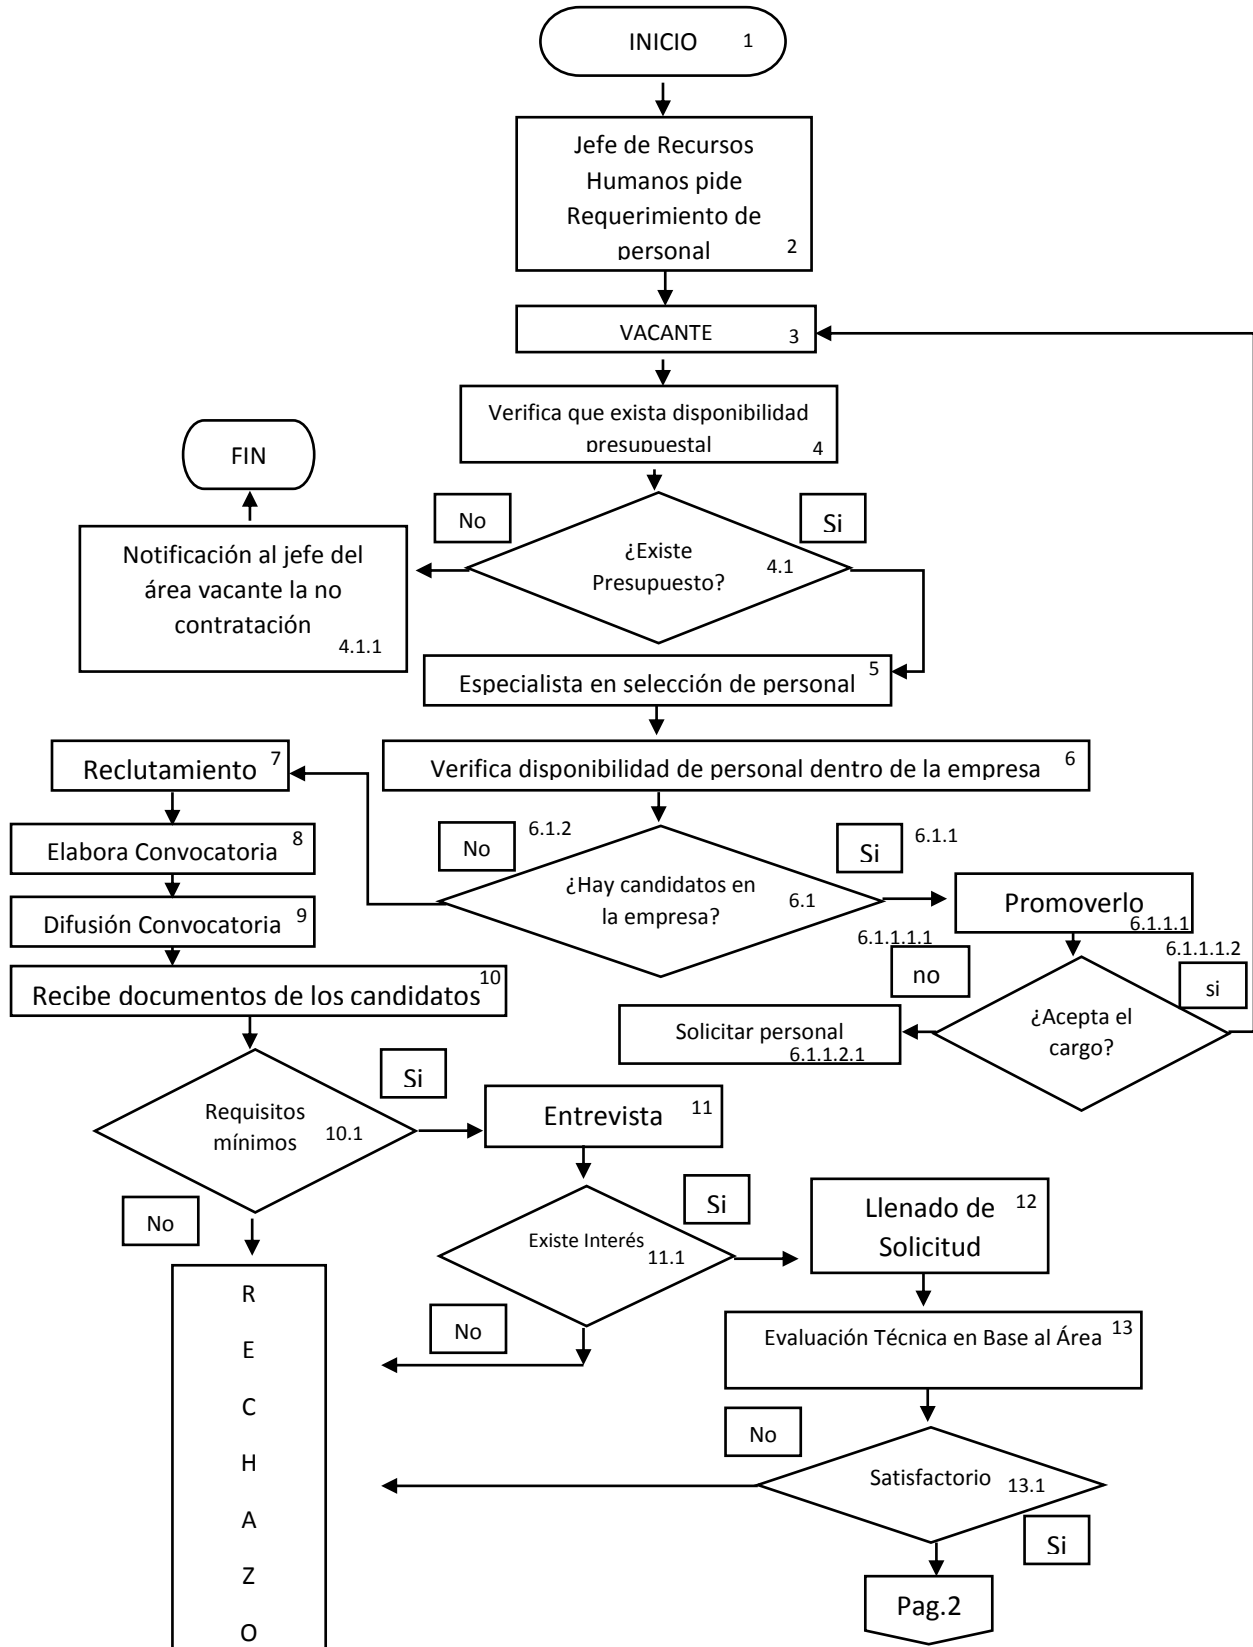 INICIO 1
Jefe de Recursos
Humanos pide
Requerimiento de
personal 2
VACANTE 3
Verifica que exista disponibilidad
presupuestal 4
FIN
No
Si
¿Existe
Presupuesto? 4.1
Notificación al jefe del
área vacante la no
contratación
4.1.1
Especialista en selección de personal 5
Reclutamiento 7
Verifica disponibilidad de personal dentro de la empresa 6
Elabora Convocatoria 8
No 6.1.2
Si 6.1.1
¿Hay candidatos en
la empresa? 6.1
Promoverlo
6.1.1.1
Difusión Convocatoria 9
6.1.1.1.1
no
6.1.1.1.2
si
Recibe documentos de los candidatos 10
Solicitar personal
6.1.1.2.1
¿Acepta el
cargo?
Si
Requisitos
mínimos 10.1
Entrevista 11
No
Si
Existe Interés
11.1
Llenado de 12
Solicitud
No
Evaluación Técnica en Base al Área 13
No
Satisfactorio 13.1
Si
Pag.2
R
E
C
H
A
Z
O